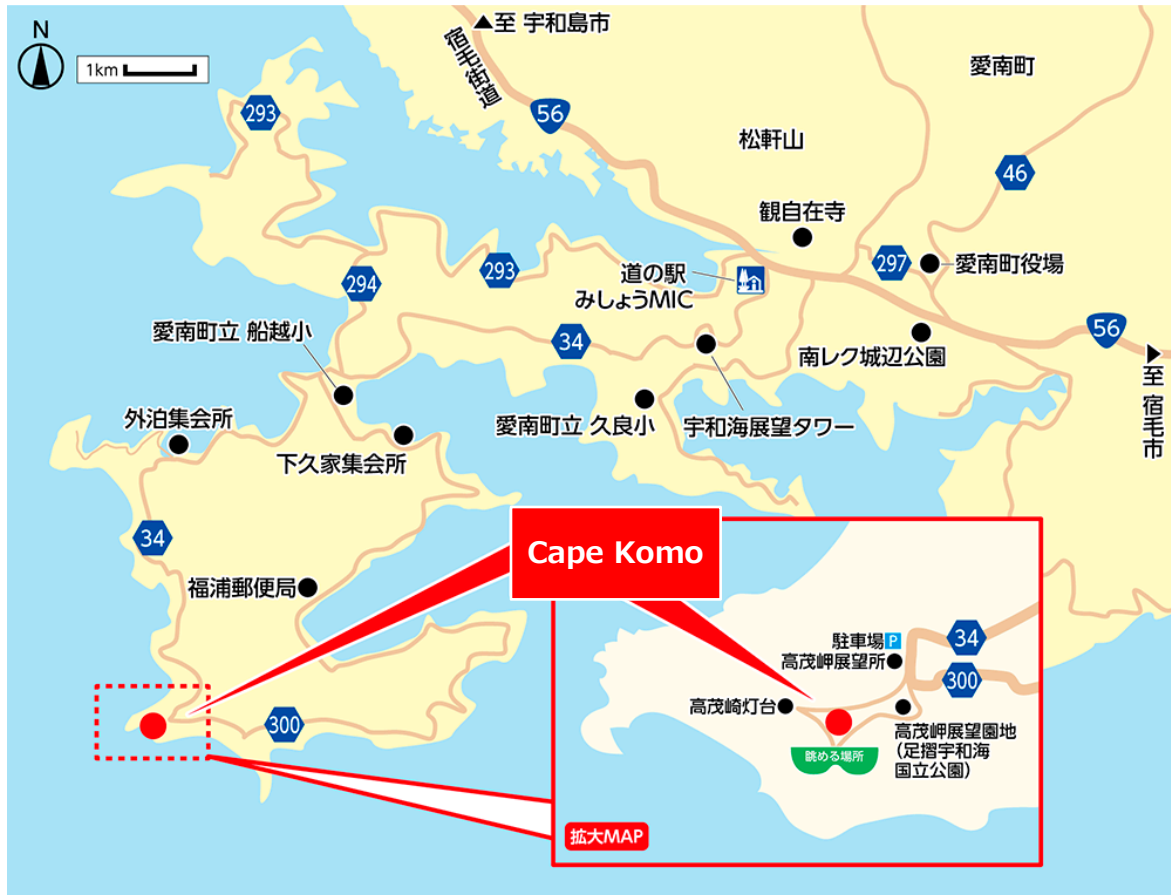 N
1km
▲至 宇和島市
宿毛街道
56
愛南町
293
松軒山
46
観自在寺
297
愛南町役場
道の駅
みしょうMIC
293
294
愛南町立 船越小
34
南レク城辺公園
56
▶至 宿毛市
外泊集会所
下久家集会所
愛南町立 久良小
宇和海展望タワー
34
福浦郵便局
300
Cape Komo
駐車場 P
高茂岬展望所
34
300
高茂崎灯台
高茂岬展望園地
(足摺宇和海
国立公園)
眺める場所
拡大MAP